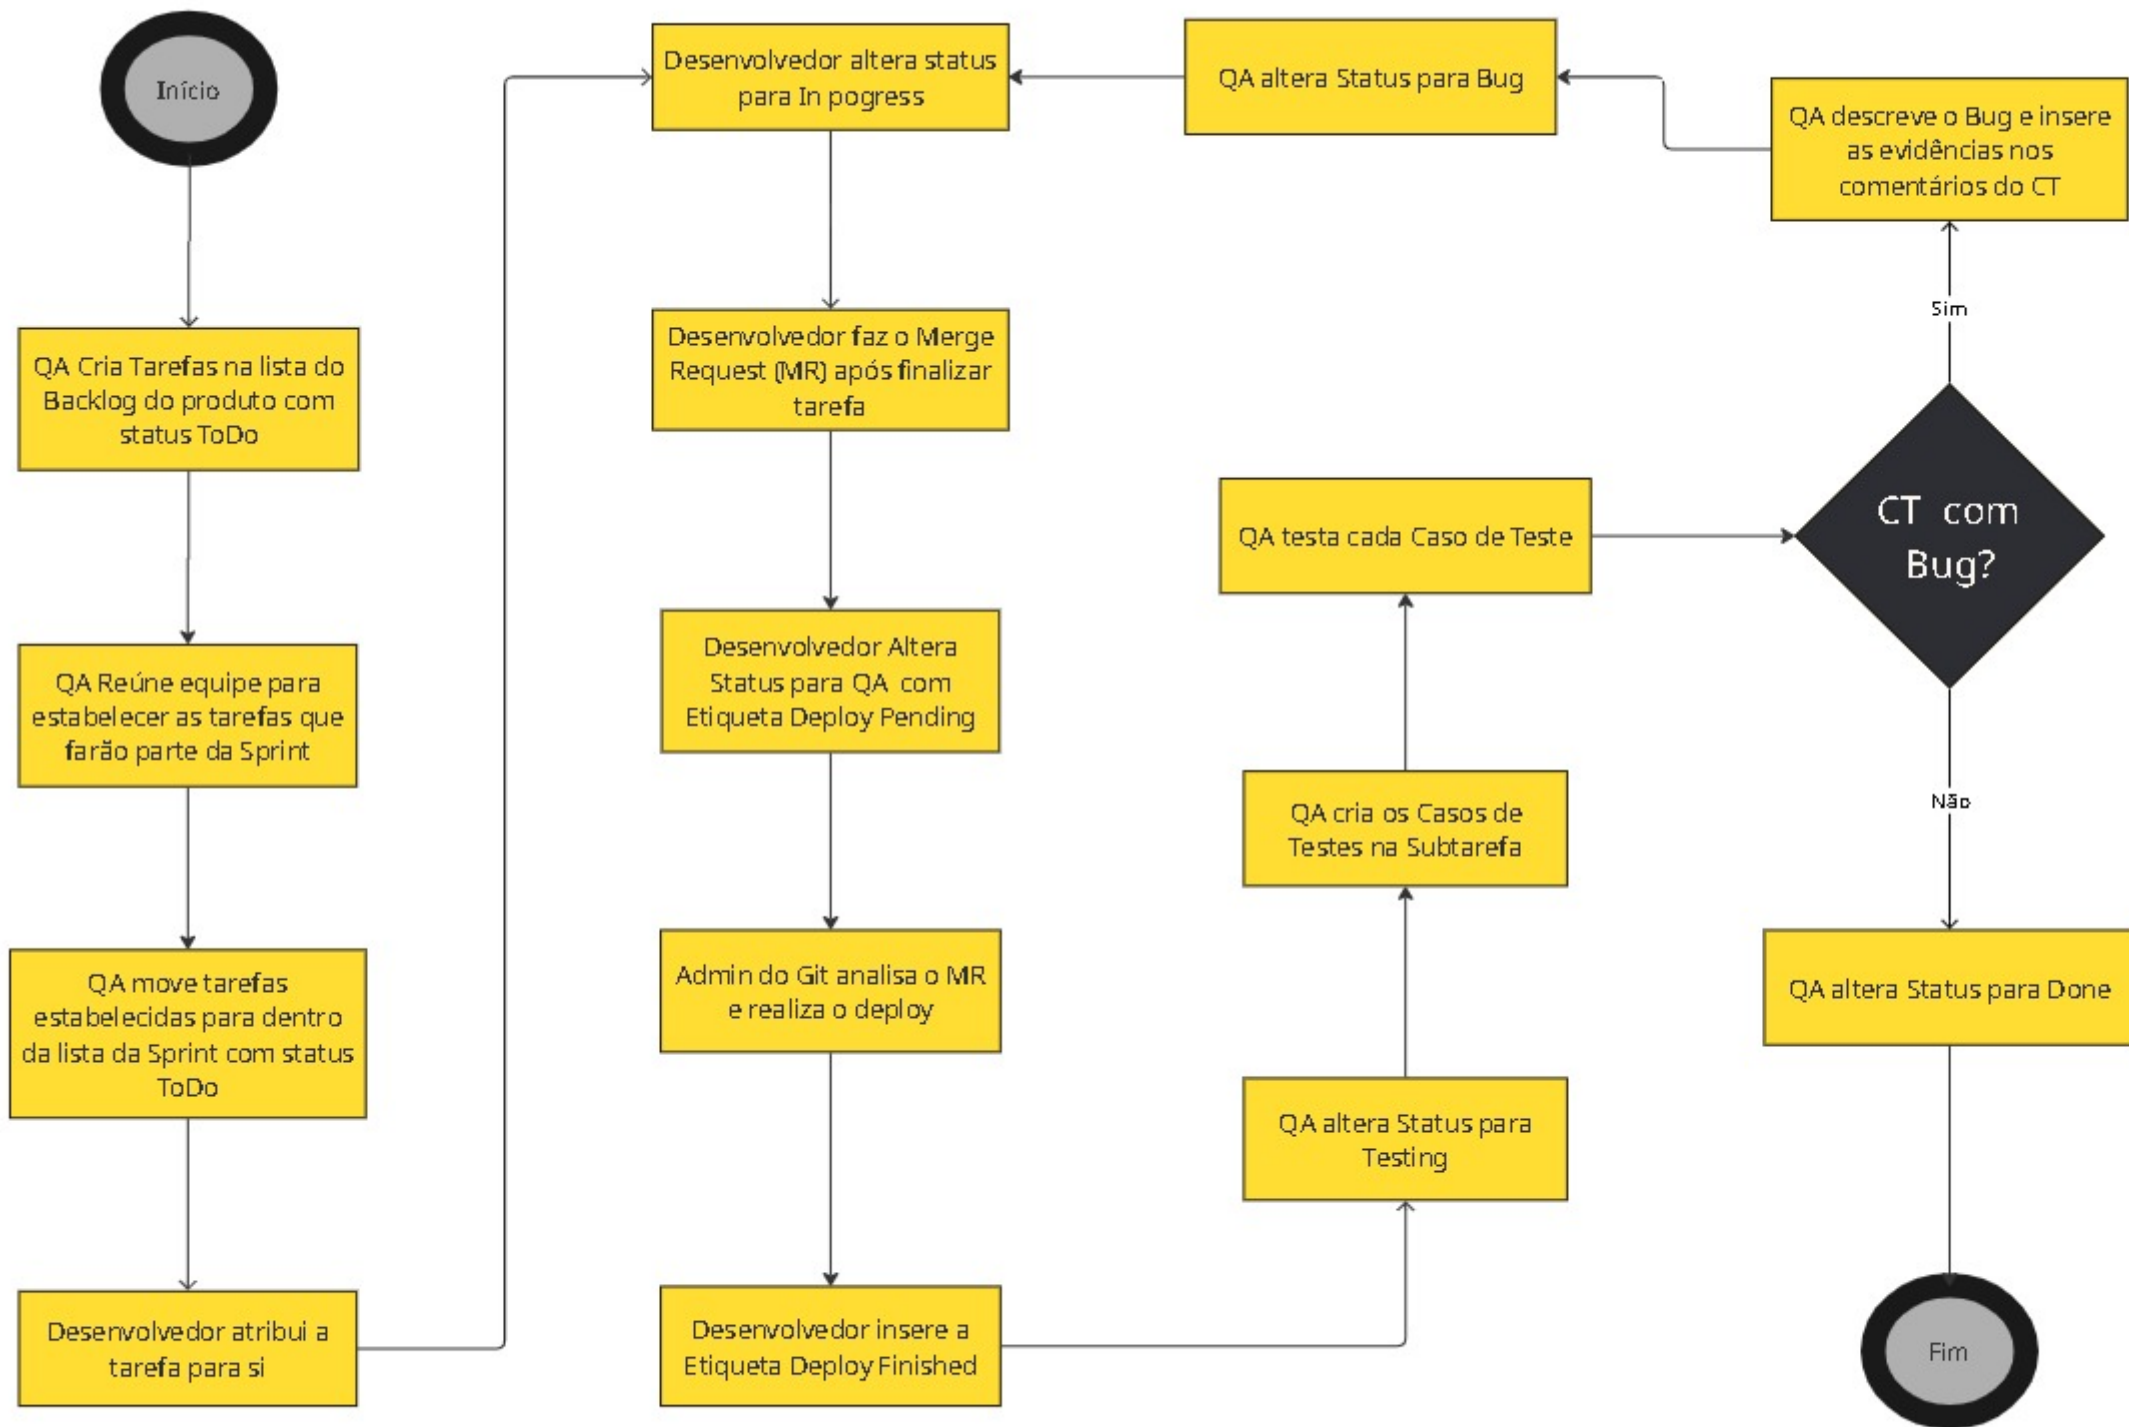 Início
QA Cria Tarefas na lista do
Backlog do produto com
status ToDo
QA Reúne equipe para
estabelecer as tarefas que
farão parte da Sprint
QA move tarefas
estabelecidas para dentro
da lista da Sprint com status
ToDo
Desenvolvedor atribui a
tarefa para si
Desenvolvedor altera status
para In pogress
Desenvolvedor faz o Merge
Request (MR) após finalizar
tarefa
Desenvolvedor Altera
Status para QA com
Etiqueta Deploy Pending
Admin do Git analisa o MR
e realiza o deploy
Desenvolvedor insere a
Etiqueta Deploy Finished
QA altera Status para
Testing
QA cria os Casos de
Testes na Subtarefa
QA testa cada Caso de Teste
CT com
Bug?
Sim
QA descreve o Bug e insere
as evidências nos
comentários do CT
QA altera Status para Bug
Não
QA altera Status para Done
Fim